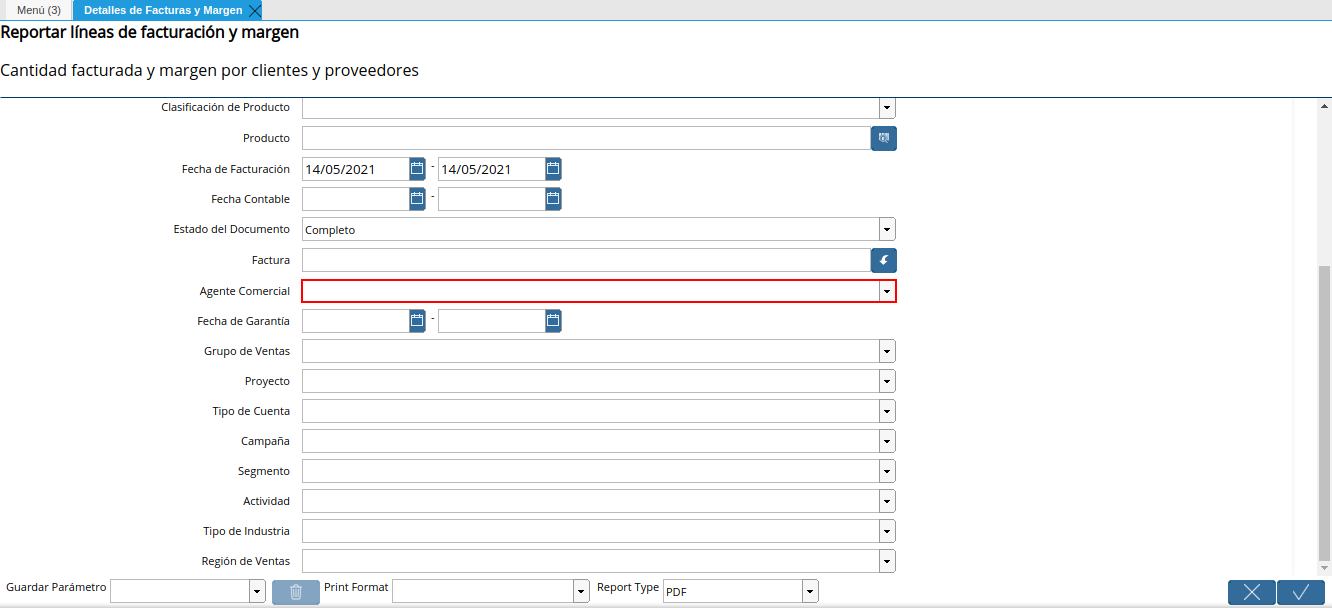 Menú (3)
Detalles de Facturas y Margen
Reportar líneas de facturación y margen
Cantidad facturada y margen por clientes y proveedores
Clasificación de Producto
Producto
Fecha de Facturación 14/05/2021 - 14/05/2021
Fecha Contable -
Estado del Documento Completo
Factura
Agente Comercial
Fecha de Garantía -
Grupo de Ventas
Proyecto
Tipo de Cuenta
Campaña
Segmento
Actividad
Tipo de Industria
Región de Ventas
Guardar Parámetro Print Format Report Type PDF